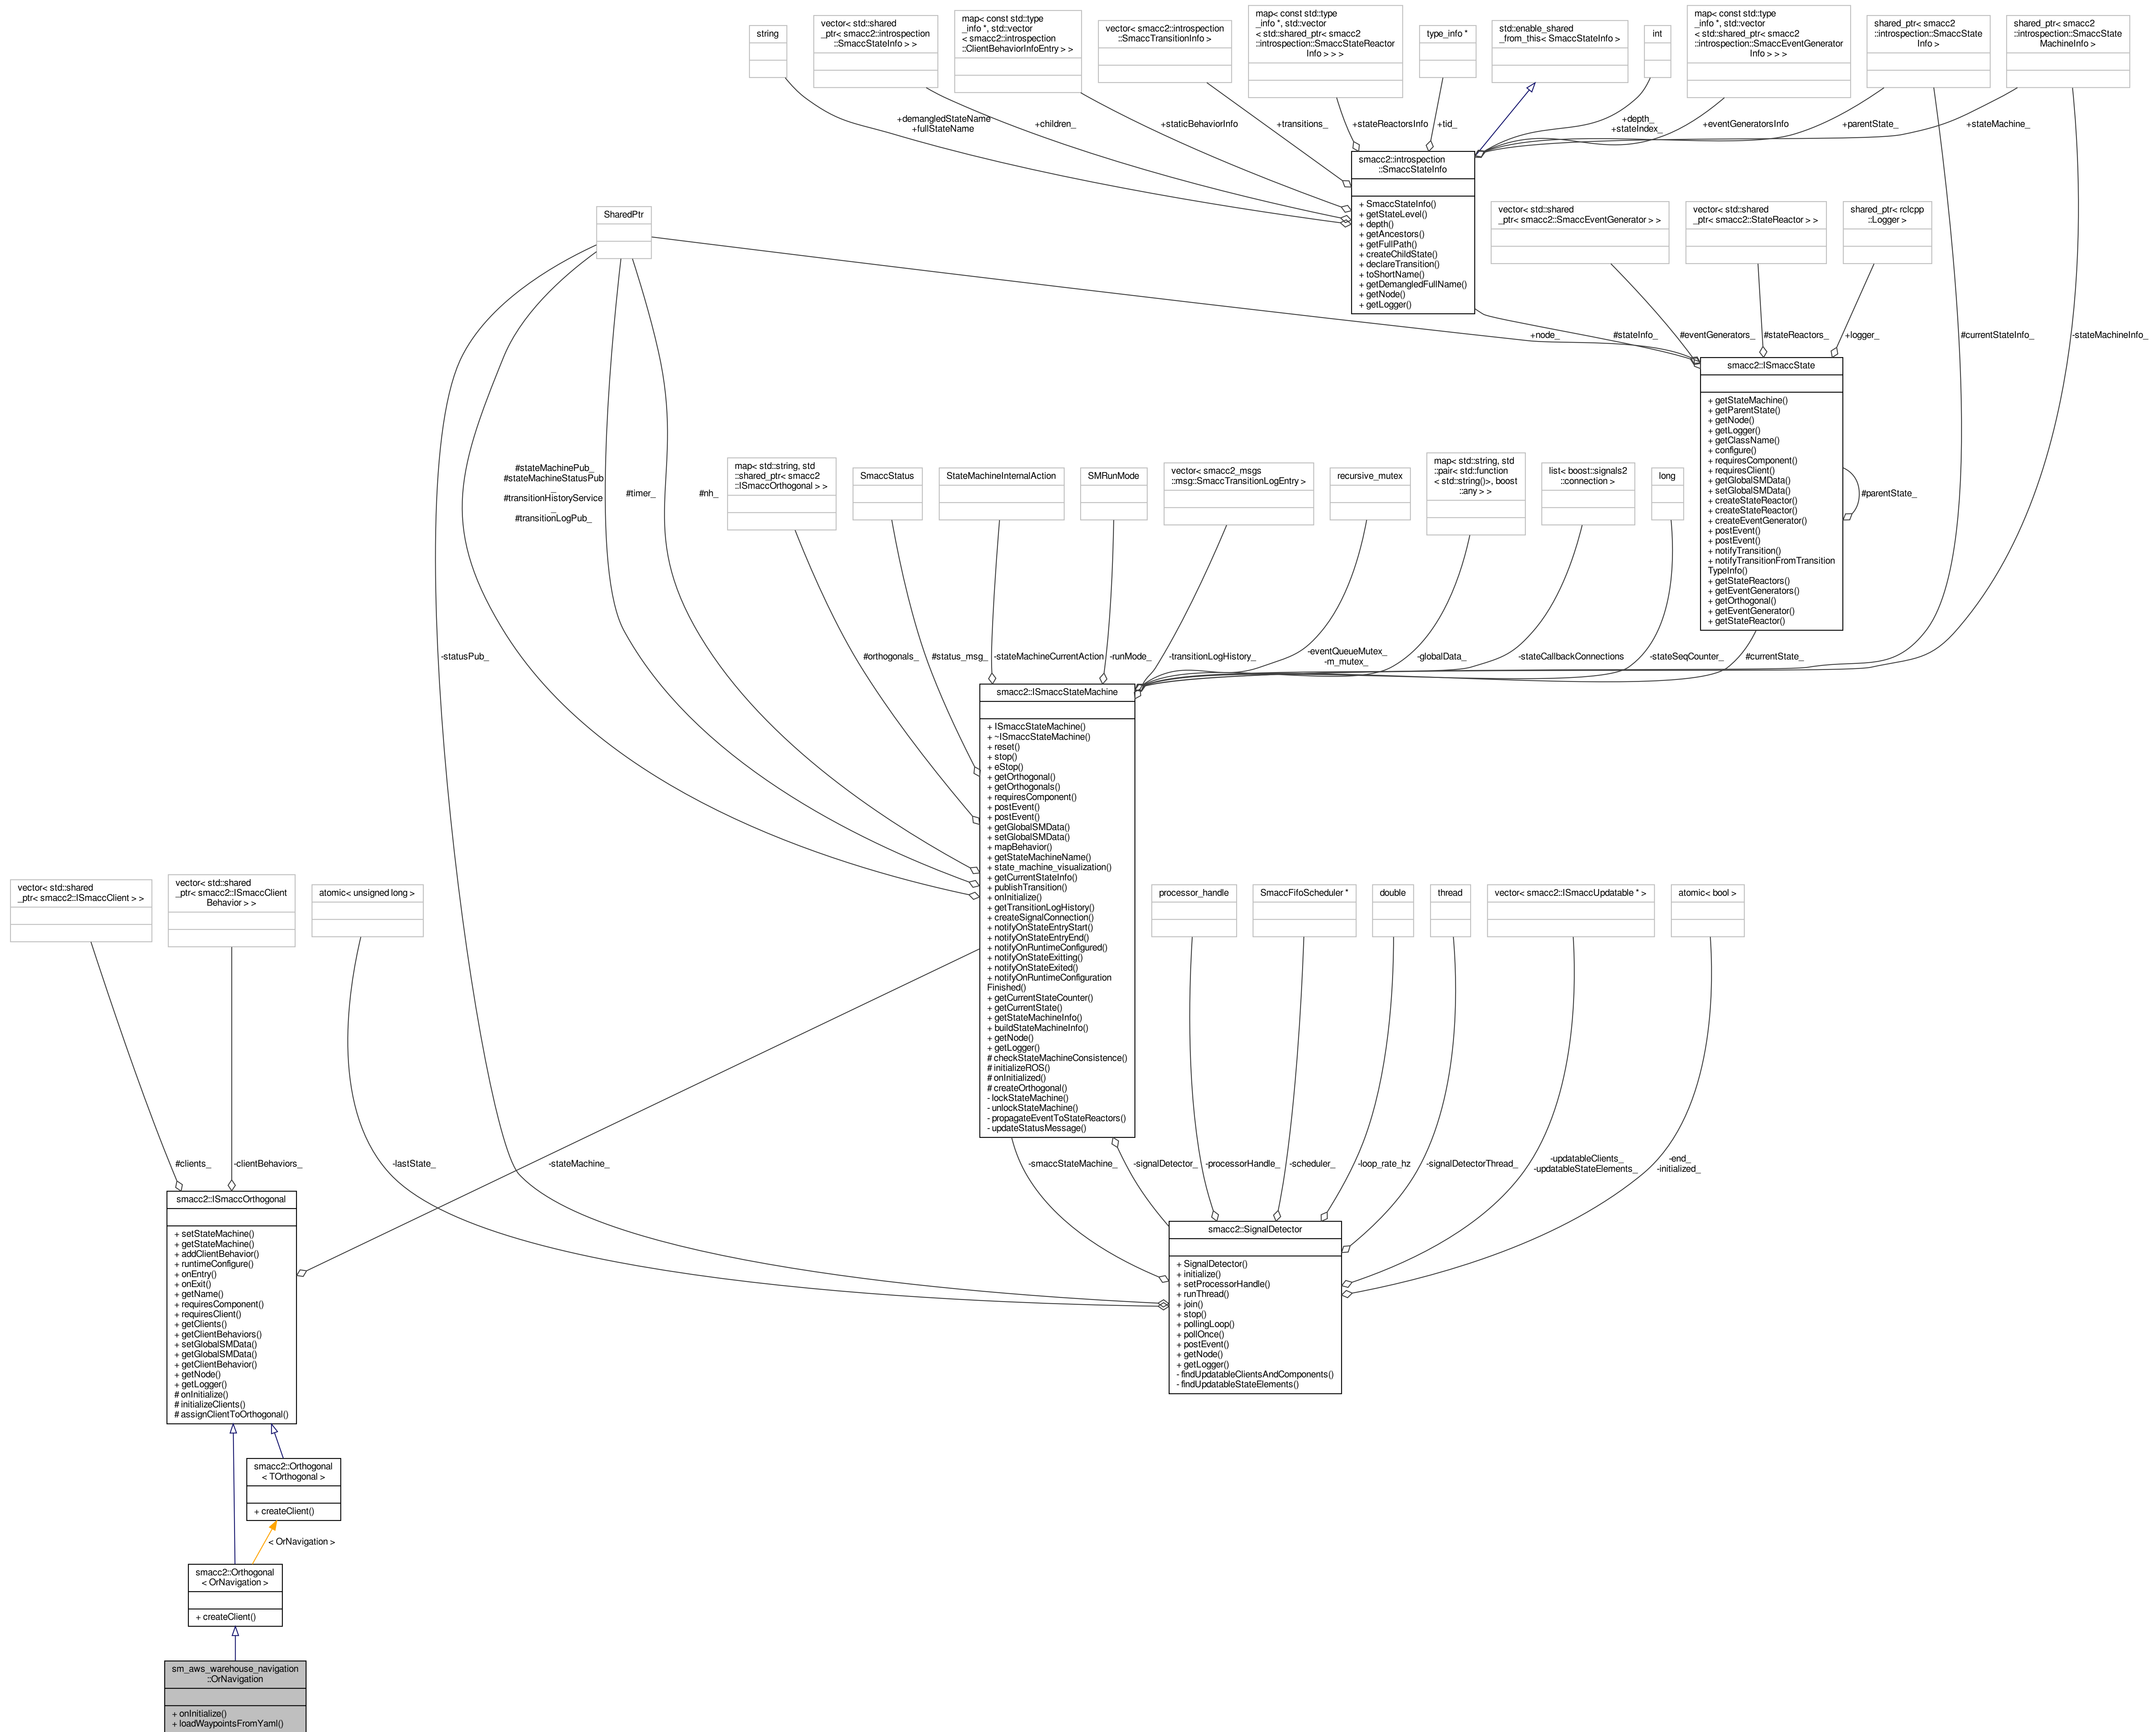 string
vector< std::shared
_ptr< smacc2::introspection
::SmaccStateInfo > >
map< const std::type
_info *, std::vector
< smacc2::introspection
::ClientBehaviorInfoEntry > >
vector< smacc2::introspection
::SmaccTransitionInfo >
map< const std::type
_info *, std::vector
< std::shared_ptr< smacc2
::introspection::SmaccStateReactor
Info > > >
type_info *
std::enable_shared
_from_this< SmaccStateInfo >
int
map< const std::type
_info *, std::vector
< std::shared_ptr< smacc2
::introspection::SmaccEventGenerator
Info > > >
shared_ptr< smacc2
::introspection::SmaccState
Info >
shared_ptr< smacc2
::introspection::SmaccState
MachineInfo >
+demangledStateName
+fullStateName
+children_
+staticBehaviorInfo
+transitions_
+stateReactorsInfo
+tid_
+depth_
+stateIndex_
+eventGeneratorsInfo
+parentState_
+stateMachine_
smacc2::introspection
::SmaccStateInfo
+ SmaccStateInfo()
+ getStateLevel()
+ depth()
+ getAncestors()
+ getFullPath()
+ createChildState()
+ declareTransition()
+ toShortName()
+ getDemangledFullName()
+ getNode()
+ getLogger()
SharedPtr
vector< std::shared
_ptr< smacc2::SmaccEventGenerator > >
vector< std::shared
_ptr< smacc2::StateReactor > >
shared_ptr< rclcpp
::Logger >
+node_
#stateInfo_
#eventGenerators_
#stateReactors_
+logger_
#currentStateInfo_
-stateMachineInfo_
smacc2::ISmaccState
+ getStateMachine()
+ getParentState()
+ getNode()
+ getLogger()
+ getClassName()
+ configure()
+ requiresComponent()
+ requiresClient()
+ getGlobalSMData()
+ setGlobalSMData()
+ createStateReactor()
+ createStateReactor()
+ createEventGenerator()
+ postEvent()
+ postEvent()
+ notifyTransition()
+ notifyTransitionFromTransition
TypeInfo()
+ getStateReactors()
+ getEventGenerators()
+ getOrthogonal()
+ getEventGenerator()
+ getStateReactor()
#parentState_
#stateMachinePub_
#stateMachineStatusPub
_
#transitionHistoryService
_
#transitionLogPub_
#timer_
#nh_
map< std::string, std
::shared_ptr< smacc2
::ISmaccOrthogonal > >
SmaccStatus
StateMachineInternalAction
SMRunMode
vector< smacc2_msgs
::msg::SmaccTransitionLogEntry >
recursive_mutex
map< std::string, std
::pair< std::function
< std::string()>, boost
::any > >
list< boost::signals2
::connection >
long
-statusPub_
#orthogonals_
#status_msg_
-stateMachineCurrentAction
-runMode_
-transitionLogHistory_
-eventQueueMutex_
-m_mutex_
-globalData_
-stateCallbackConnections
-stateSeqCounter_
#currentState_
smacc2::ISmaccStateMachine
+ ISmaccStateMachine()
+ ~ISmaccStateMachine()
+ reset()
+ stop()
+ eStop()
+ getOrthogonal()
+ getOrthogonals()
+ requiresComponent()
+ postEvent()
+ postEvent()
+ getGlobalSMData()
+ setGlobalSMData()
+ mapBehavior()
+ getStateMachineName()
+ state_machine_visualization()
+ getCurrentStateInfo()
+ publishTransition()
+ onInitialize()
+ getTransitionLogHistory()
+ createSignalConnection()
+ notifyOnStateEntryStart()
+ notifyOnStateEntryEnd()
+ notifyOnRuntimeConfigured()
+ notifyOnStateExitting()
+ notifyOnStateExited()
+ notifyOnRuntimeConfiguration
Finished()
+ getCurrentStateCounter()
+ getCurrentState()
+ getStateMachineInfo()
+ buildStateMachineInfo()
+ getNode()
+ getLogger()
# checkStateMachineConsistence()
# initializeROS()
# onInitialized()
# createOrthogonal()
- lockStateMachine()
- unlockStateMachine()
- propagateEventToStateReactors()
- updateStatusMessage()
vector< std::shared
_ptr< smacc2::ISmaccClient > >
vector< std::shared
_ptr< smacc2::ISmaccClient
Behavior > >
atomic< unsigned long >
processor_handle
SmaccFifoScheduler *
double
thread
vector< smacc2::ISmaccUpdatable * >
atomic< bool >
#clients_
-clientBehaviors_
-lastState_
-stateMachine_
-smaccStateMachine_
-signalDetector_
-processorHandle_
-scheduler_
-loop_rate_hz
-signalDetectorThread_
-updatableClients_
-updatableStateElements_
-end_
-initialized_
smacc2::ISmaccOrthogonal
+ setStateMachine()
+ getStateMachine()
+ addClientBehavior()
+ runtimeConfigure()
+ onEntry()
+ onExit()
+ getName()
+ requiresComponent()
+ requiresClient()
+ getClients()
+ getClientBehaviors()
+ setGlobalSMData()
+ getGlobalSMData()
+ getClientBehavior()
+ getNode()
+ getLogger()
# onInitialize()
# initializeClients()
# assignClientToOrthogonal()
smacc2::SignalDetector
+ SignalDetector()
+ initialize()
+ setProcessorHandle()
+ runThread()
+ join()
+ stop()
+ pollingLoop()
+ pollOnce()
+ postEvent()
+ getNode()
+ getLogger()
- findUpdatableClientsAndComponents()
- findUpdatableStateElements()
smacc2::Orthogonal
< TOrthogonal >
+ createClient()
< OrNavigation >
smacc2::Orthogonal
< OrNavigation >
+ createClient()
sm_aws_warehouse_navigation
::OrNavigation
+ onInitialize()
+ loadWaypointsFromYaml()